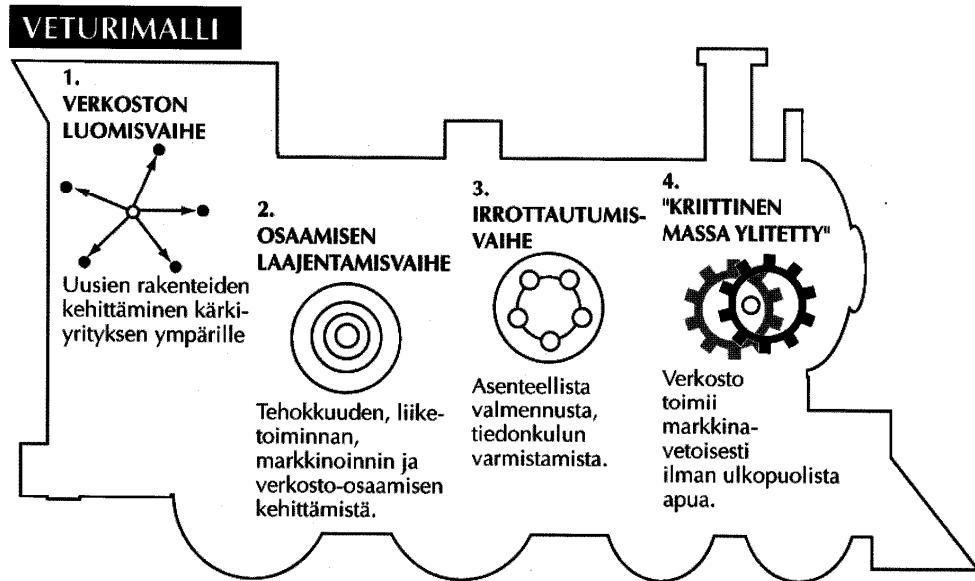 VETURIMALLI
1.
VERKOSTON
LUOMISVAIHE
Uusien rakenteiden
kehittäminen kärki-
yrityksen ympärille
2.
OSAAMISEN
LAAJENTAMISVAIHE
Tehokkuuden, liike-
toiminnan,
markkinoinnin ja
verkosto-osaamisen
kehittämistä.
3.
IRROTTAUTUMIS-
VAIHE
Asenteellista
valmennusta,
tiedonkulun
varmistamista.
4.
"KRIITTINEN
MASSA YLITETTY"
Verkosto
toimii
markkina-
vetoisesti
ilman ulkopuolista
apua.